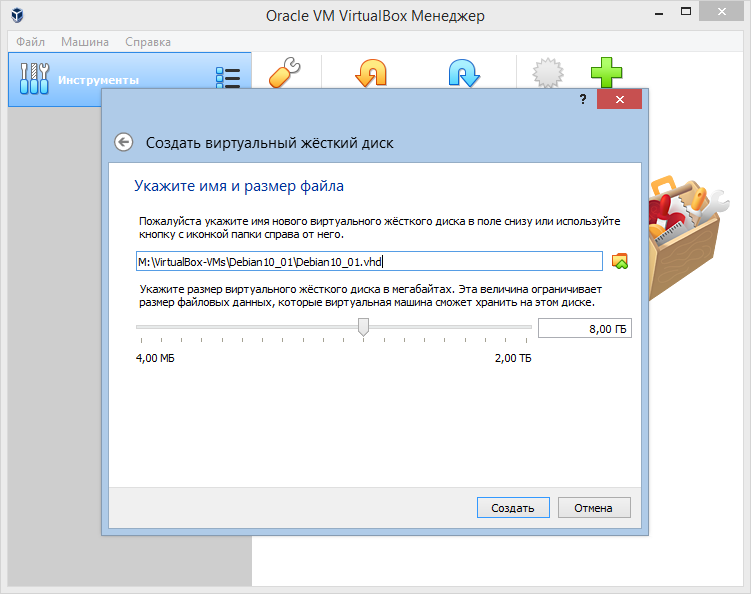 Oracle VM VirtualBox Менеджер
Файл Машина Справка
Инструменты
?
Создать виртуальный жёсткий диск
Укажите имя и размер файла
Пожалуйста укажите имя нового виртуального жёсткого диска в поле снизу или используйте
кнопку с иконкой папки справа от него.
M:\VirtualBox-VMs\Debian10_01\Debian10_01.vhd
Укажите размер виртуального жёсткого диска в мегабайтах. Эта величина ограничивает
размер файловых данных, которые виртуальная машина сможет хранить на этом диске.
8,00 ГБ
4,00 МБ 2,00 ТБ
Создать Отмена